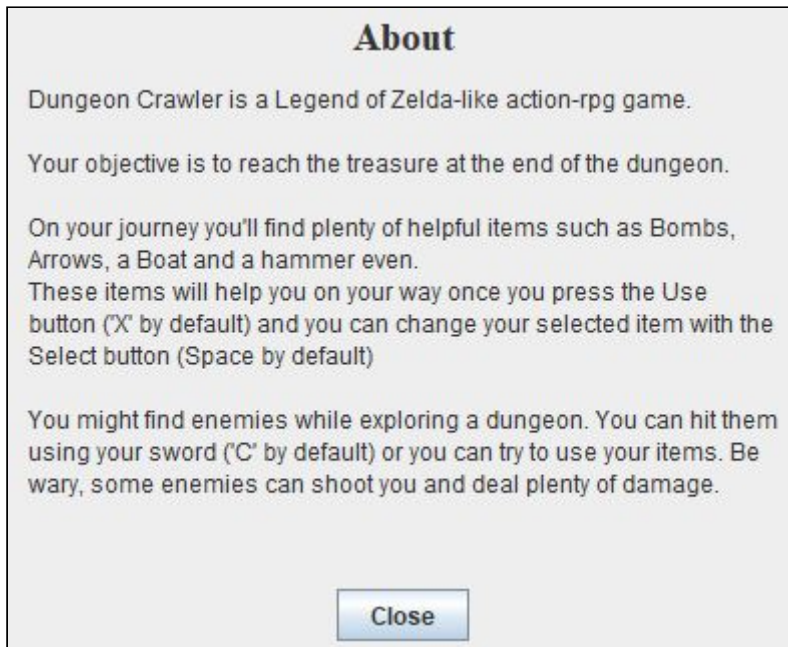 About
Dungeon Crawler is a Legend of Zelda-like action-rpg game.
Your objective is to reach the treasure at the end of the dungeon.
On your journey you'll find plenty of helpful items such as Bombs,
Arrows, a Boat and a hammer even.
These items will help you on your way once you press the Use
button ('X' by default) and you can change your selected item with the
Select button (Space by default)
You might find enemies while exploring a dungeon. You can hit them
using your sword ('C' by default) or you can try to use your items. Be
wary, some enemies can shoot you and deal plenty of damage.
Close